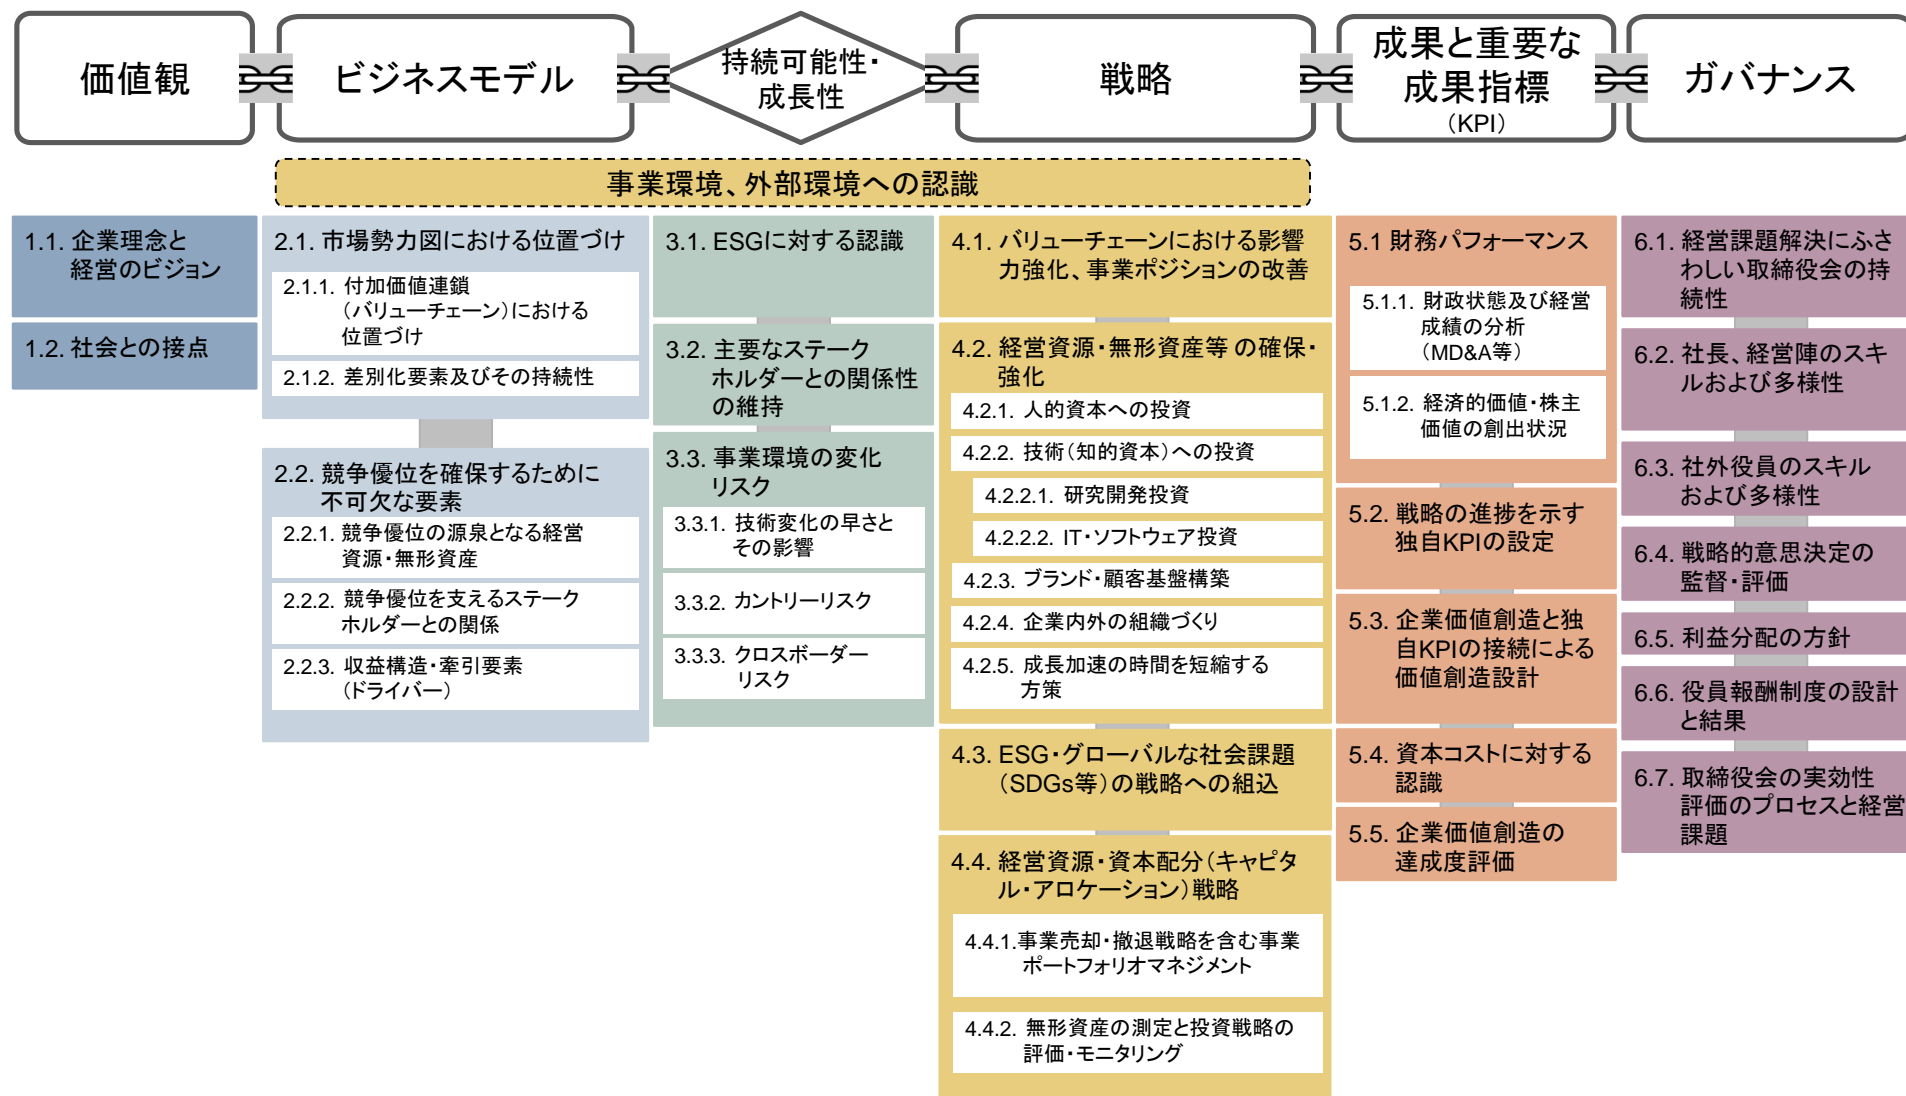 価値観
ビジネスモデル
持続可能性・
成長性
戦略
成果と重要な
成果指標
（KPI）
ガバナンス
事業環境、外部環境への認識
1.1. 企業理念と
経営のビジョン
1.2. 社会との接点
2.1. 市場勢力図における位置づけ
2.1.1. 付加価値連鎖
（バリューチェーン）における
位置づけ
2.1.2. 差別化要素及びその持続性
2.2. 競争優位を確保するために
不可欠な要素
2.2.1. 競争優位の源泉となる経営
資源・無形資産
2.2.2. 競争優位を支えるステーク
ホルダーとの関係
2.2.3. 収益構造・牽引要素
（ドライバー）
3.1. ESGに対する認識
3.2. 主要なステーク
ホルダーとの関係性
の維持
3.3. 事業環境の変化
リスク
3.3.1. 技術変化の早さと
その影響
3.3.2. カントリーリスク
3.3.3. クロスボーダー
リスク
4.1. バリューチェーンにおける影響
力強化、事業ポジションの改善
4.2. 経営資源・無形資産等 の確保・
強化
4.2.1. 人的資本への投資
4.2.2. 技術（知的資本）への投資
4.2.2.1. 研究開発投資
4.2.2.2. IT・ソフトウェア投資
4.2.3. ブランド・顧客基盤構築
4.2.4. 企業内外の組織づくり
4.2.5. 成長加速の時間を短縮する
方策
4.3. ESG・グローバルな社会課題
（SDGs等）の戦略への組込
4.4. 経営資源・資本配分（キャピタ
ル・アロケーション）戦略
4.4.1.事業売却・撤退戦略を含む事業
ポートフォリオマネジメント
4.4.2. 無形資産の測定と投資戦略の
評価・モニタリング
5.1 財務パフォーマンス
5.1.1. 財政状態及び経営
成績の分析
（MD&A等）
5.1.2. 経済的価値・株主
価値の創出状況
5.2. 戦略の進捗を示す
独自KPIの設定
5.3. 企業価値創造と独
自KPIの接続による
価値創造設計
5.4. 資本コストに対する
認識
5.5. 企業価値創造の
達成度評価
6.1. 経営課題解決にふさ
わしい取締役会の持
続性
6.2. 社長、経営陣のスキ
ルおよび多様性
6.3. 社外役員のスキル
および多様性
6.4. 戦略的意思決定の
監督・評価
6.5. 利益分配の方針
6.6. 役員報酬制度の設計
と結果
6.7. 取締役会の実効性
評価のプロセスと経営
課題